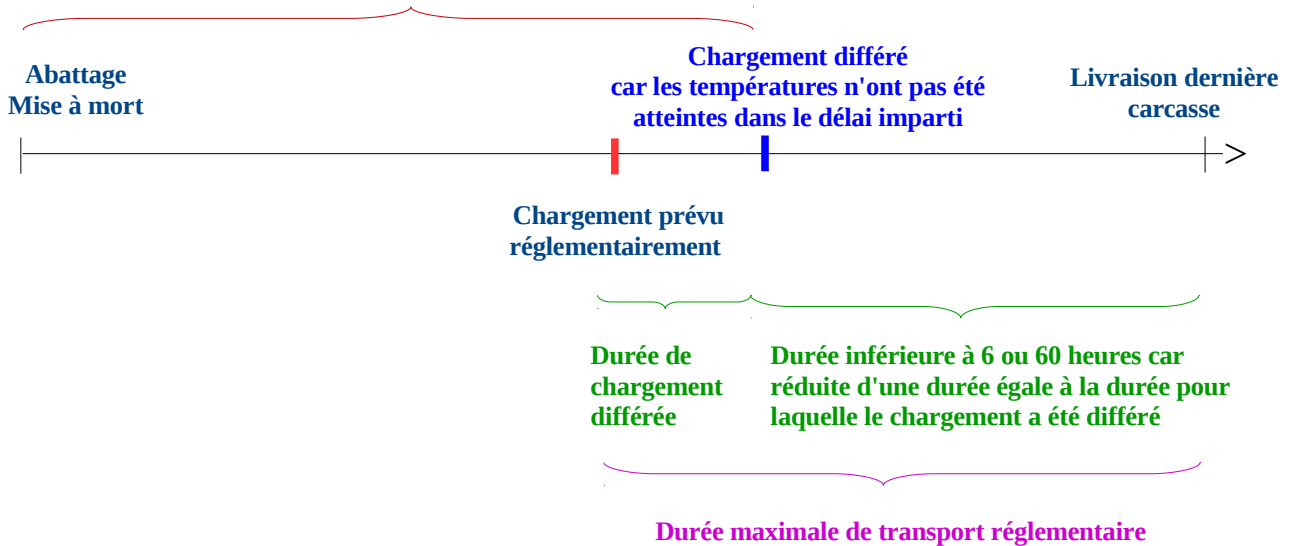 Abattage
Mise à mort
Chargement différé
car les températures n'ont pas été
atteintes dans le délai imparti
Livraison dernière
carcasse
Chargement prévu
réglementairement
Durée de
chargement
différée
Durée inférieure à 6 ou 60 heures car
réduite d'une durée égale à la durée pour
laquelle le chargement a été différé
Durée maximale de transport réglementaire